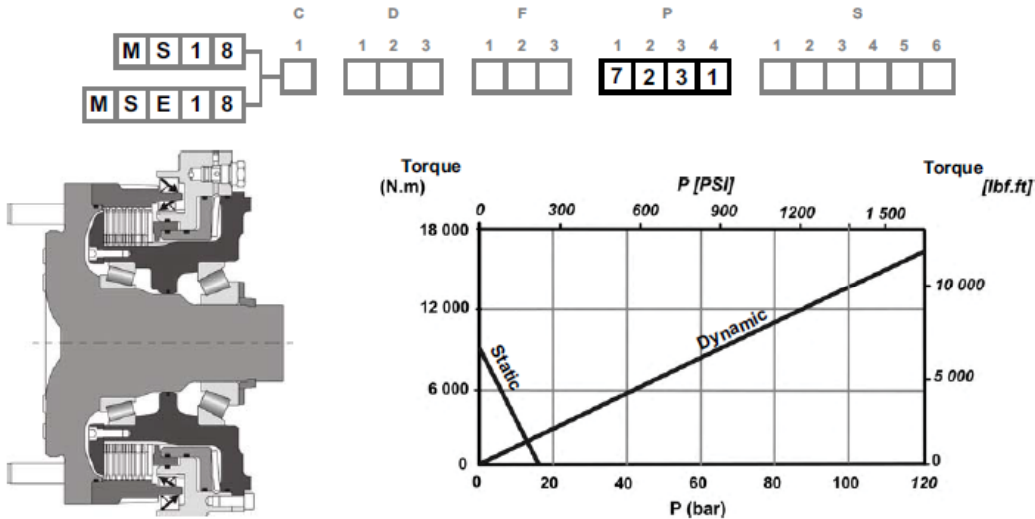 C D F P S
M S 1 8
1 1 2 3 1 2 3 1 2 3 4 1 2 3 4 5 6
7 2 3 1
M S E 1 8
Torque
(N.m)
P [PSI]
Torque
[lbf.ft]
0 300 600 900 1200 1 500
18 000
12 000
6 000
0
10 000
5 000
0
Static
Dynamic
0 20 40 60 80 100 120
P (bar)